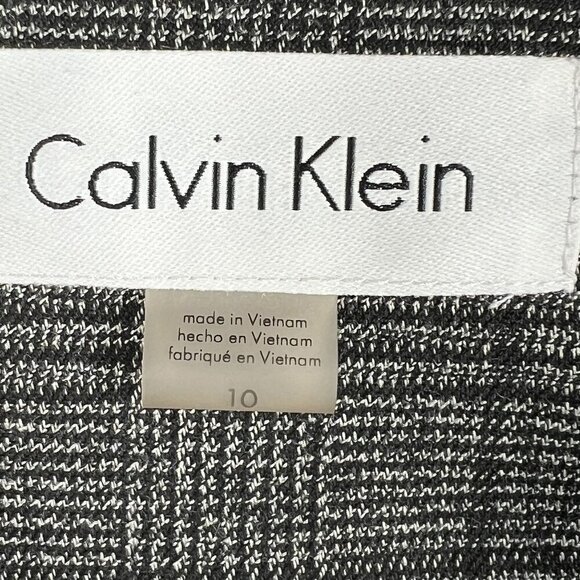 Calvin Klein
made in Vietnam
hecho en Vietnam
fabriqué en Vietnam
10